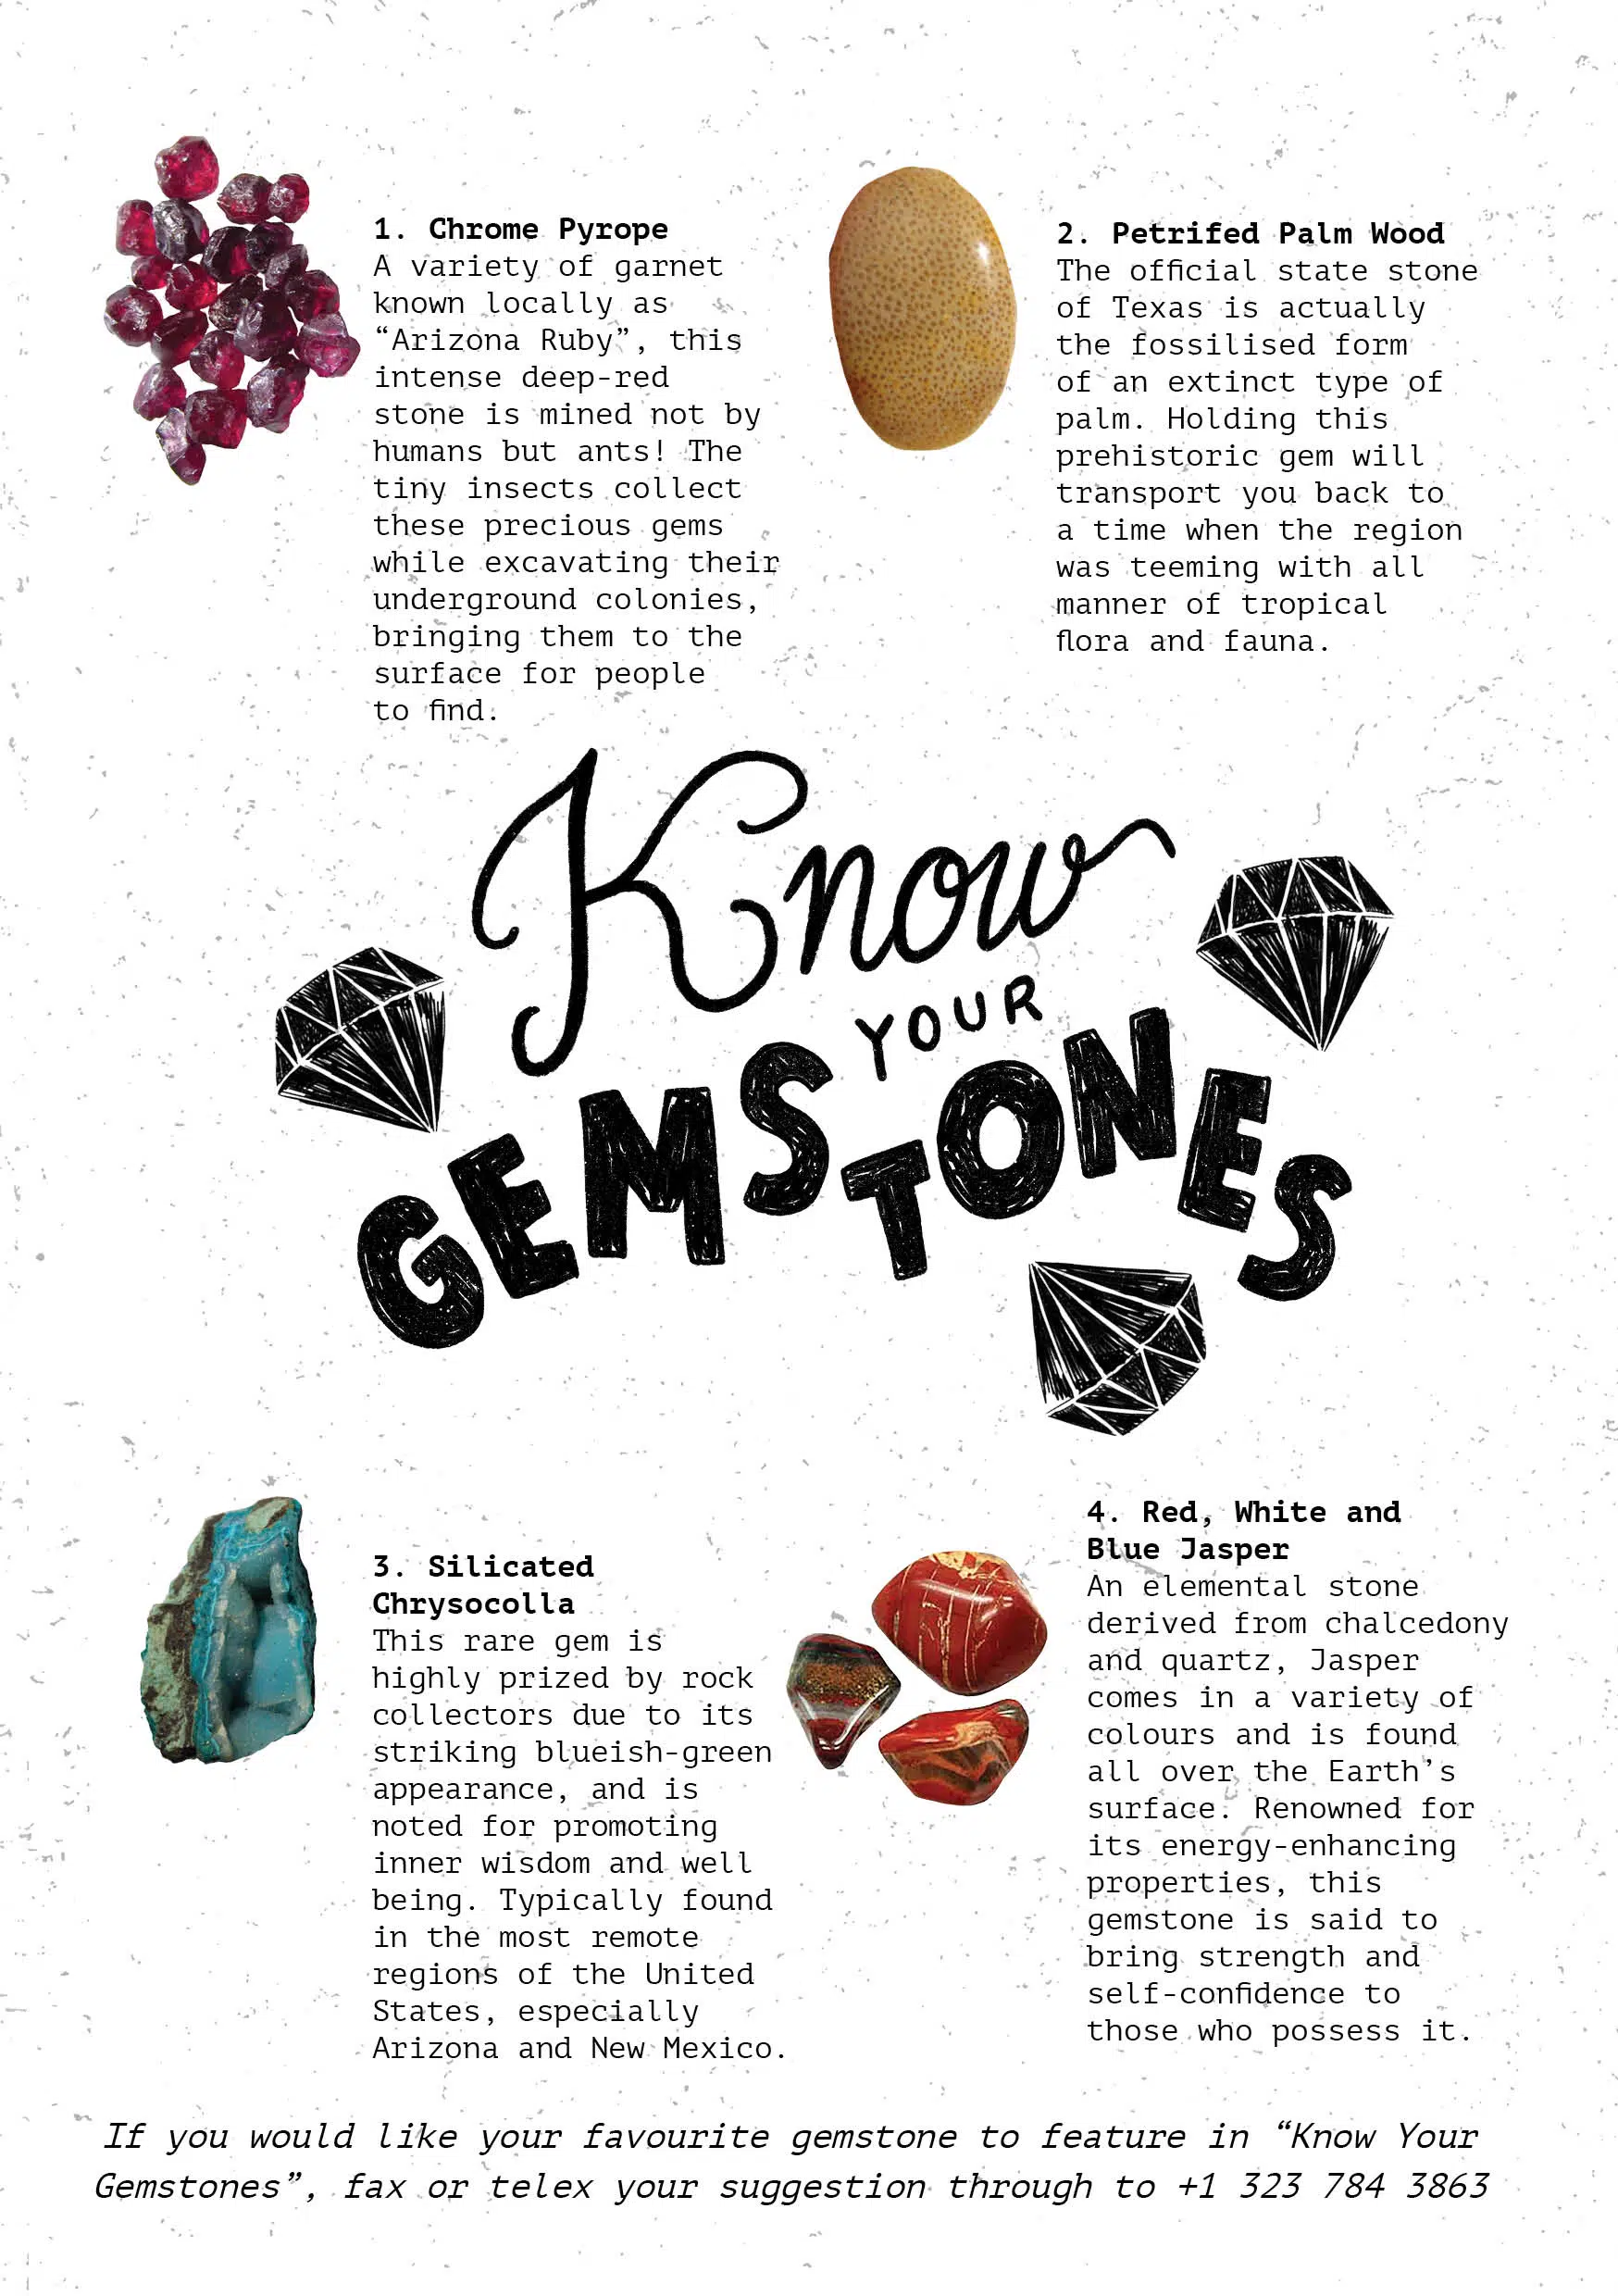 1. Chrome Pyrope
A variety of garnet
known locally as
“Arizona Ruby”, this
intense deep-red
stone is mined not by
humans but ants! The
tiny insects collect
these precious gems
while excavating their
underground colonies,
bringing them to the
surface for people
to find.
2. Petrifed Palm Wood
The official state stone
of Texas is actually
the fossilised form
of an extinct type of
palm. Holding this
prehistoric gem will
transport you back to
a time when the region
was teeming with all
manner of tropical
flora and fauna.
Know
YOUR
GEMSTONES
3. Silicated
Chrysocolla
This rare gem is
highly prized by rock
collectors due to its
striking blueish-green
appearance, and is
noted for promoting
inner wisdom and well
being. Typically found
in the most remote
regions of the United
States, especially
Arizona and New Mexico.
4. Red, White and
Blue Jasper
An elemental stone
derived from chalcedony
and quartz, Jasper
comes in a variety of
colours and is found
all over the Earth’s
surface. Renowned for
its energy-enhancing
properties, this
gemstone is said to
bring strength and
self-confidence to
those who possess it.
If you would like your favourite gemstone to feature in “Know Your
Gemstones”, fax or telex your suggestion through to +1 323 784 3863